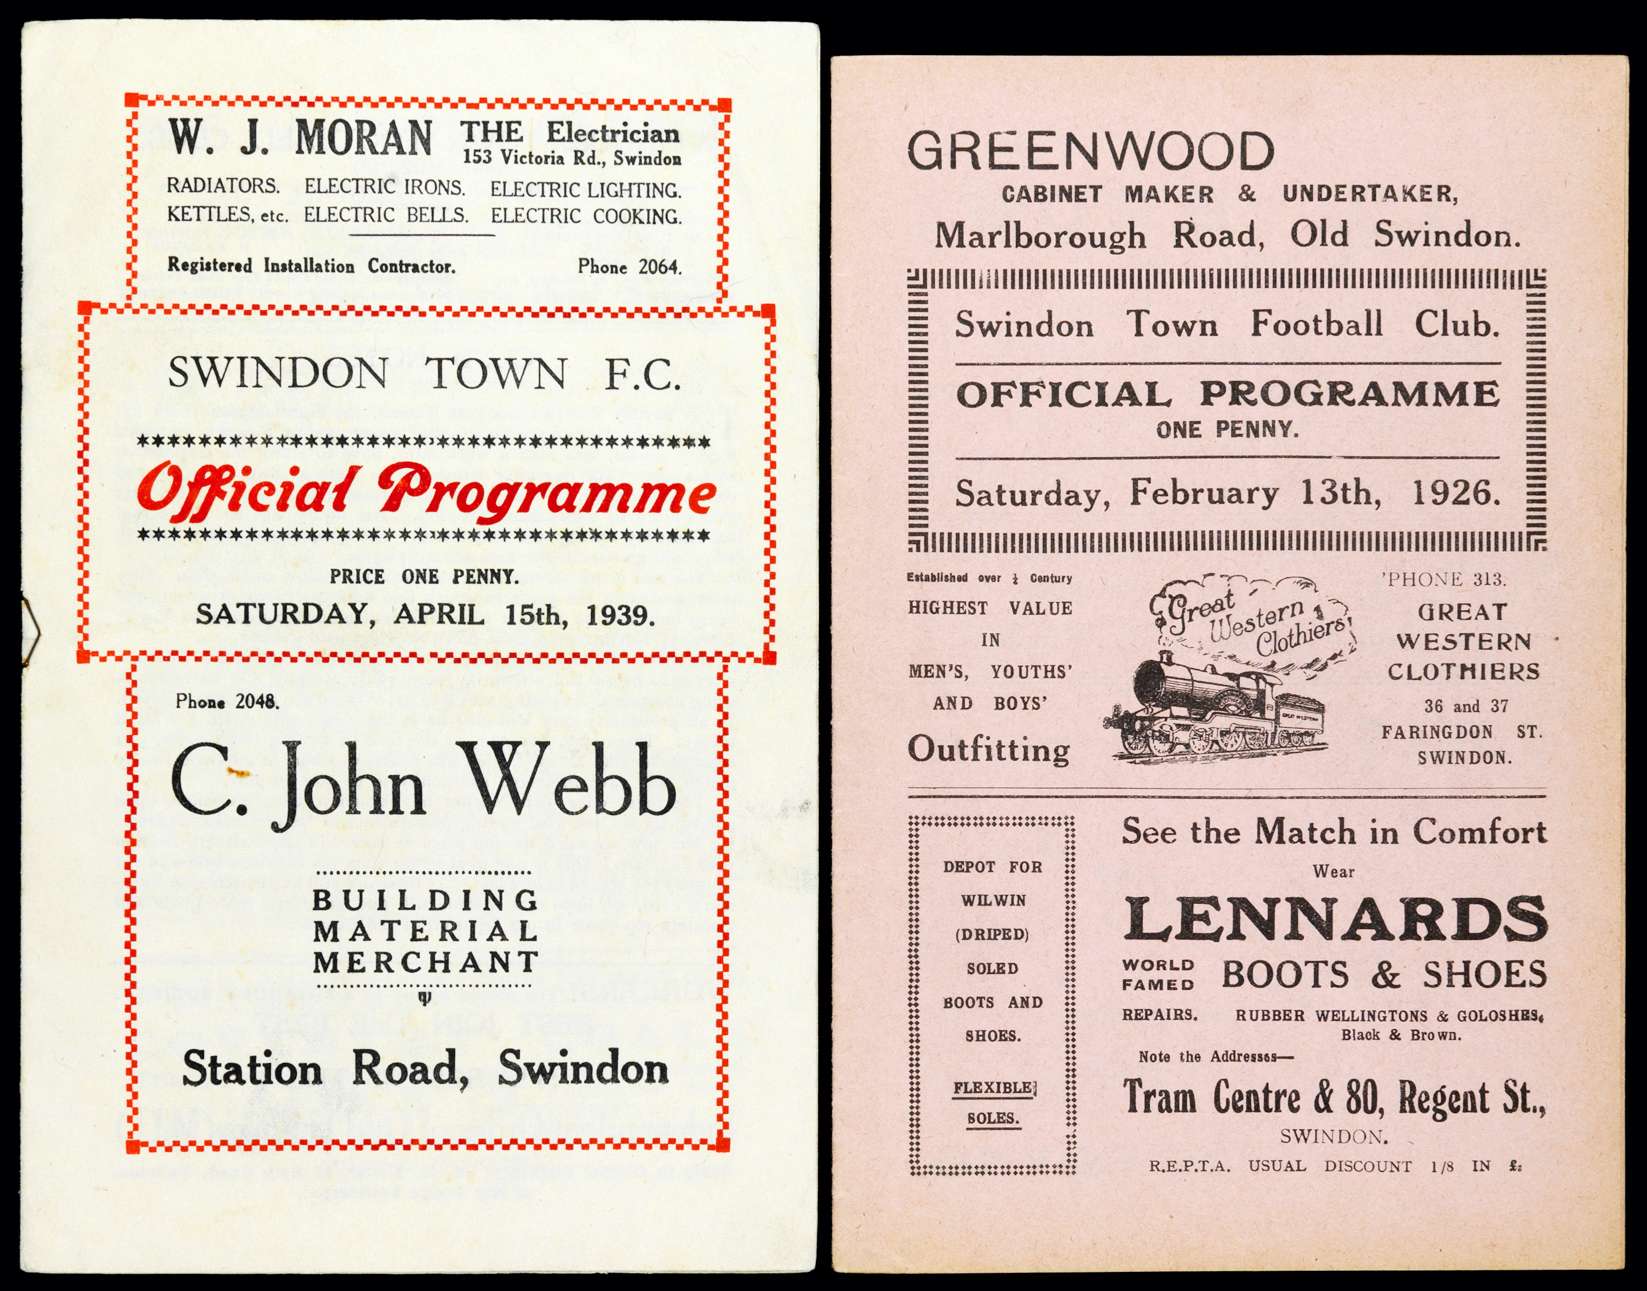 W. J. MORAN THE Electrician
153 Victoria Rd., Swindon
RADIATORS. ELECTRIC IRONS. ELECTRIC LIGHTING.
KETTLES, etc. ELECTRIC BELLS. ELECTRIC COOKING.
Registered Installation Contractor. Phone 2064.
SWINDON TOWN F.C.
Official Programme
PRICE ONE PENNY.
SATURDAY, APRIL 15th, 1939.
Phone 2048.
C. John Webb
BUILDING
MATERIAL
MERCHANT
Station Road, Swindon
GREENWOOD
CABINET MAKER & UNDERTAKER,
Marlborough Road, Old Swindon.
Swindon Town Football Club.
OFFICIAL PROGRAMME
ONE PENNY.
Saturday, February 13th, 1926.
Established over ½ Century
HIGHEST VALUE
IN
MEN'S, YOUTHS'
AND BOYS'
Outfitting
Great
Western
Clothiers
GREAT WESTERN
'PHONE 313.
GREAT
WESTERN
CLOTHIERS
36 and 37
FARINGDON ST.
SWINDON.
DEPOT FOR
WILWIN
(DRIPED)
SOLED
BOOTS AND
SHOES.
FLEXIBLE
SOLES.
See the Match in Comfort
Wear
LENNARDS
WORLD
FAMED
BOOTS & SHOES
REPAIRS. RUBBER WELLINGTONS & GOLOSHES,
Black & Brown.
Note the Addresses—
Tram Centre & 80, Regent St.,
SWINDON.
R.E.P.T.A. USUAL DISCOUNT 1/8 IN £: